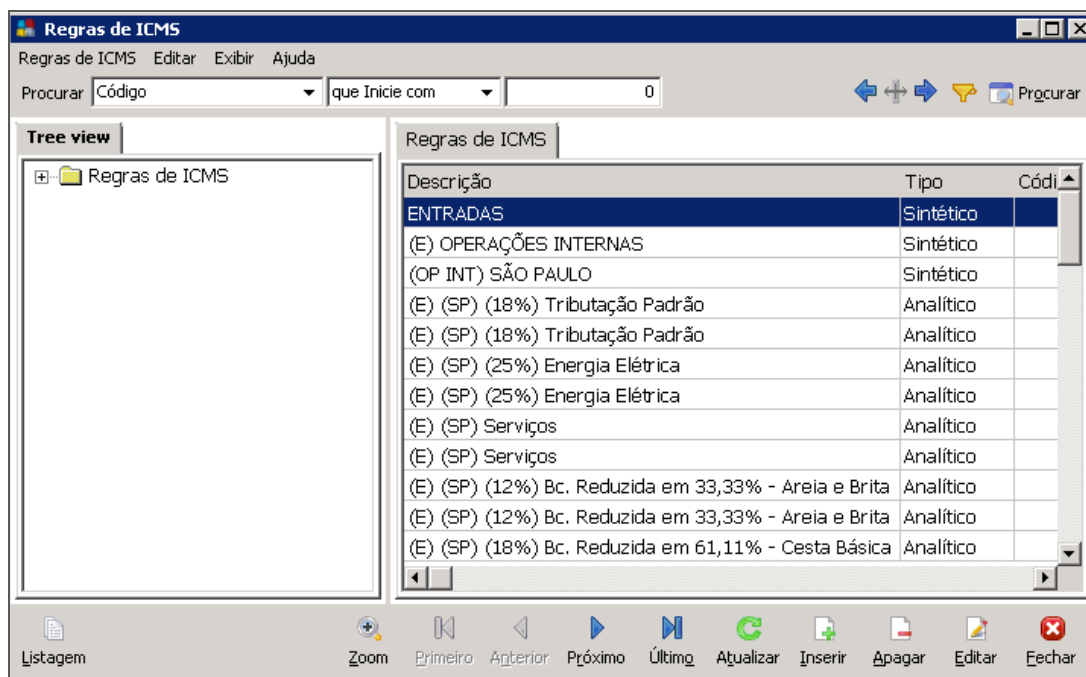 Regras de ICMS
Regras de ICMS Editar Exibir Ajuda
Procurar Código que Inicie com 0 Procurar
Tree view
Regras de ICMS
Regras de ICMS
Descrição Tipo Códi
ENTRADAS Sintético
(E) OPERAÇÕES INTERNAS Sintético
(OP INT) SÃO PAULO Sintético
(E) (SP) (18%) Tributação Padrão Analítico
(E) (SP) (18%) Tributação Padrão Analítico
(E) (SP) (25%) Energia Elétrica Analítico
(E) (SP) (25%) Energia Elétrica Analítico
(E) (SP) Serviços Analítico
(E) (SP) Serviços Analítico
(E) (SP) (12%) Bc. Reduzida em 33,33% - Areia e Brita Analítico
(E) (SP) (12%) Bc. Reduzida em 33,33% - Areia e Brita Analítico
(E) (SP) (18%) Bc. Reduzida em 61,11% - Cesta Básica Analítico
Listagem Zoom Primeiro Anterior Próximo Último Atualizar Inserir Apagar Editar Fechar